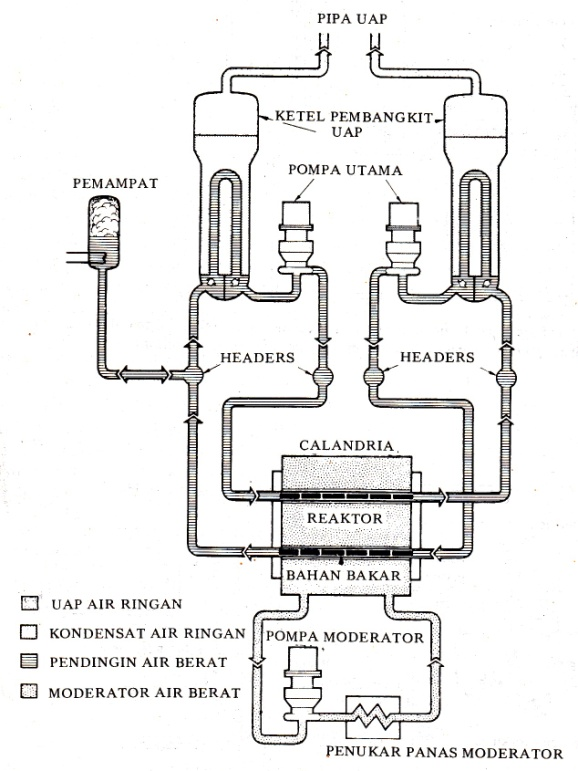 PIPA UAP
KETEL PEMBANGKIT
UAP
POMPA UTAMA
PEMAMPAT
HEADERS
HEADERS
CALANDRIA
REAKTOR
BAHAN BAKAR
UAP AIR RINGAN
KONDENSAT AIR RINGAN
PENDINGIN AIR BERAT
MODERATOR AIR BERAT
POMPA MODERATOR
PENUKAR PANAS MODERATOR